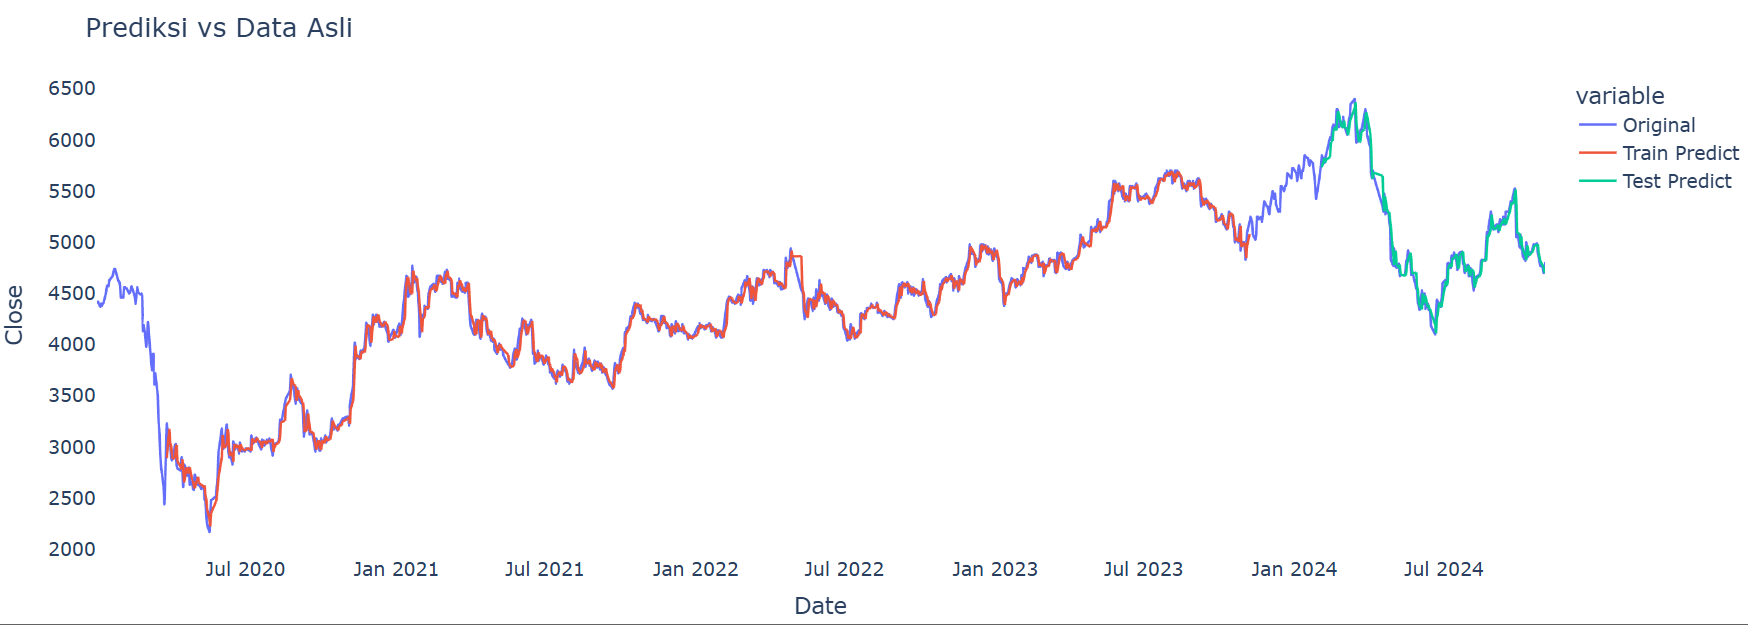 Prediksi vs Data Asli
6500
6000
5500
5000
4500
4000
3500
3000
2500
2000
Close
Jul 2020 Jan 2021 Jul 2021 Jan 2022 Jul 2022 Jan 2023 Jul 2023 Jan 2024 Jul 2024
Date
variable
Original
Train Predict
Test Predict